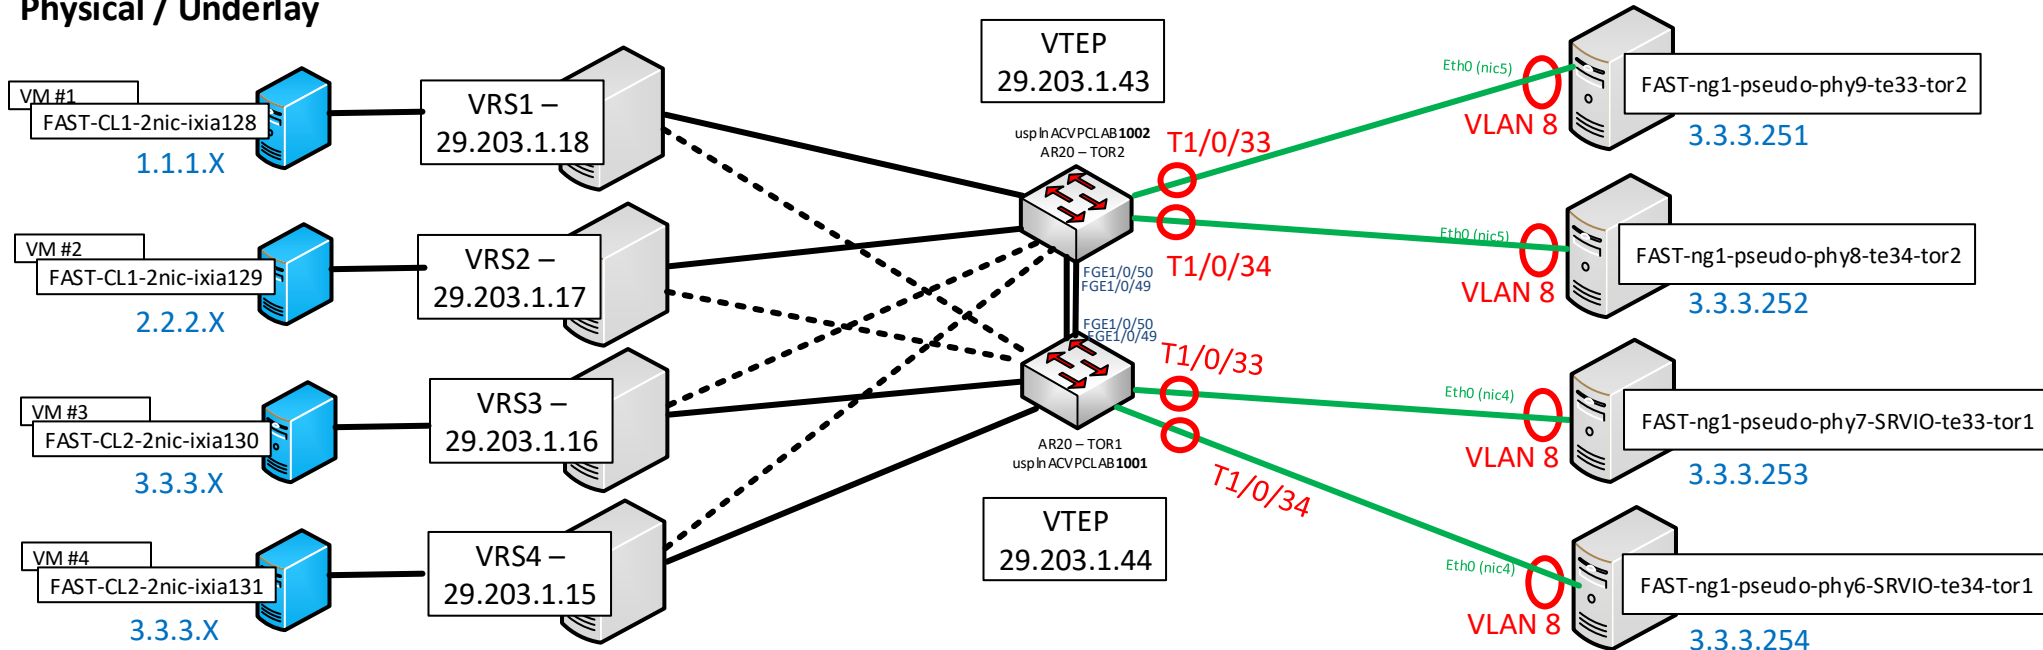 Physical / Underlay
VM #1
FAST-CL1-2nic-ixia128
1.1.1.X
VRS1 –
29.203.1.18
VTEP
29.203.1.43
uspln ACVPCLAB1002
AR20 – TOR2
T1/0/33
T1/0/34
Eth0 (nic5)
VLAN 8
FAST-ng1-pseudo-phy9-te33-tor2
3.3.3.251
VM #2
FAST-CL1-2nic-ixia129
2.2.2.X
VRS2 –
29.203.1.17
FGE1/0/50
FGE1/0/49
Eth0 (nic5)
VLAN 8
FAST-ng1-pseudo-phy8-te34-tor2
3.3.3.252
FGE1/0/50
FGE1/0/49
VM #3
FAST-CL2-2nic-ixia130
3.3.3.X
VRS3 –
29.203.1.16
T1/0/33
Eth0 (nic4)
VLAN 8
FAST-ng1-pseudo-phy7-SRVIO-te33-tor1
3.3.3.253
AR20 – TOR1
uspln ACVPCLAB1001
T1/0/34
VM #4
FAST-CL2-2nic-ixia131
3.3.3.X
VRS4 –
29.203.1.15
VTEP
29.203.1.44
Eth0 (nic4)
VLAN 8
FAST-ng1-pseudo-phy6-SRVIO-te34-tor1
3.3.3.254